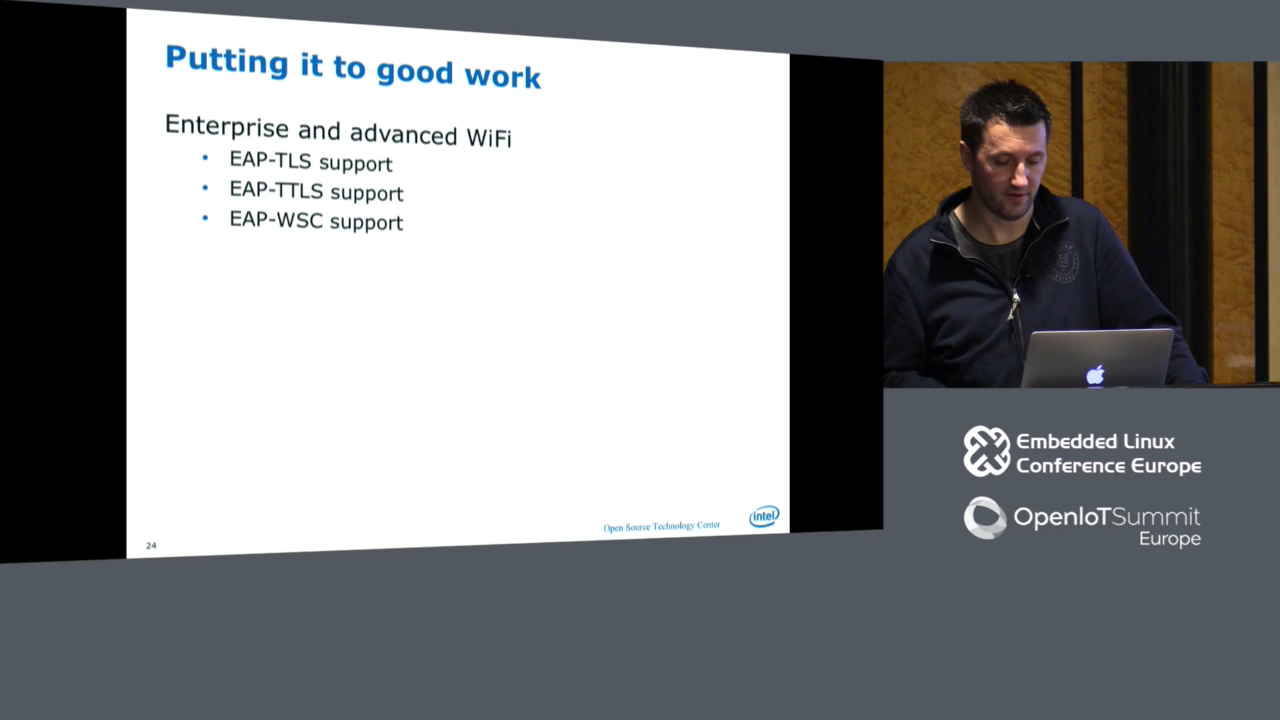 Putting it to good work
Enterprise and advanced WiFi
• EAP-TLS support
• EAP-TTLS support
• EAP-WSC support
Open Source Technology Center
intel
24
Embedded Linux
Conference Europe
OpenIoTSummit
Europe